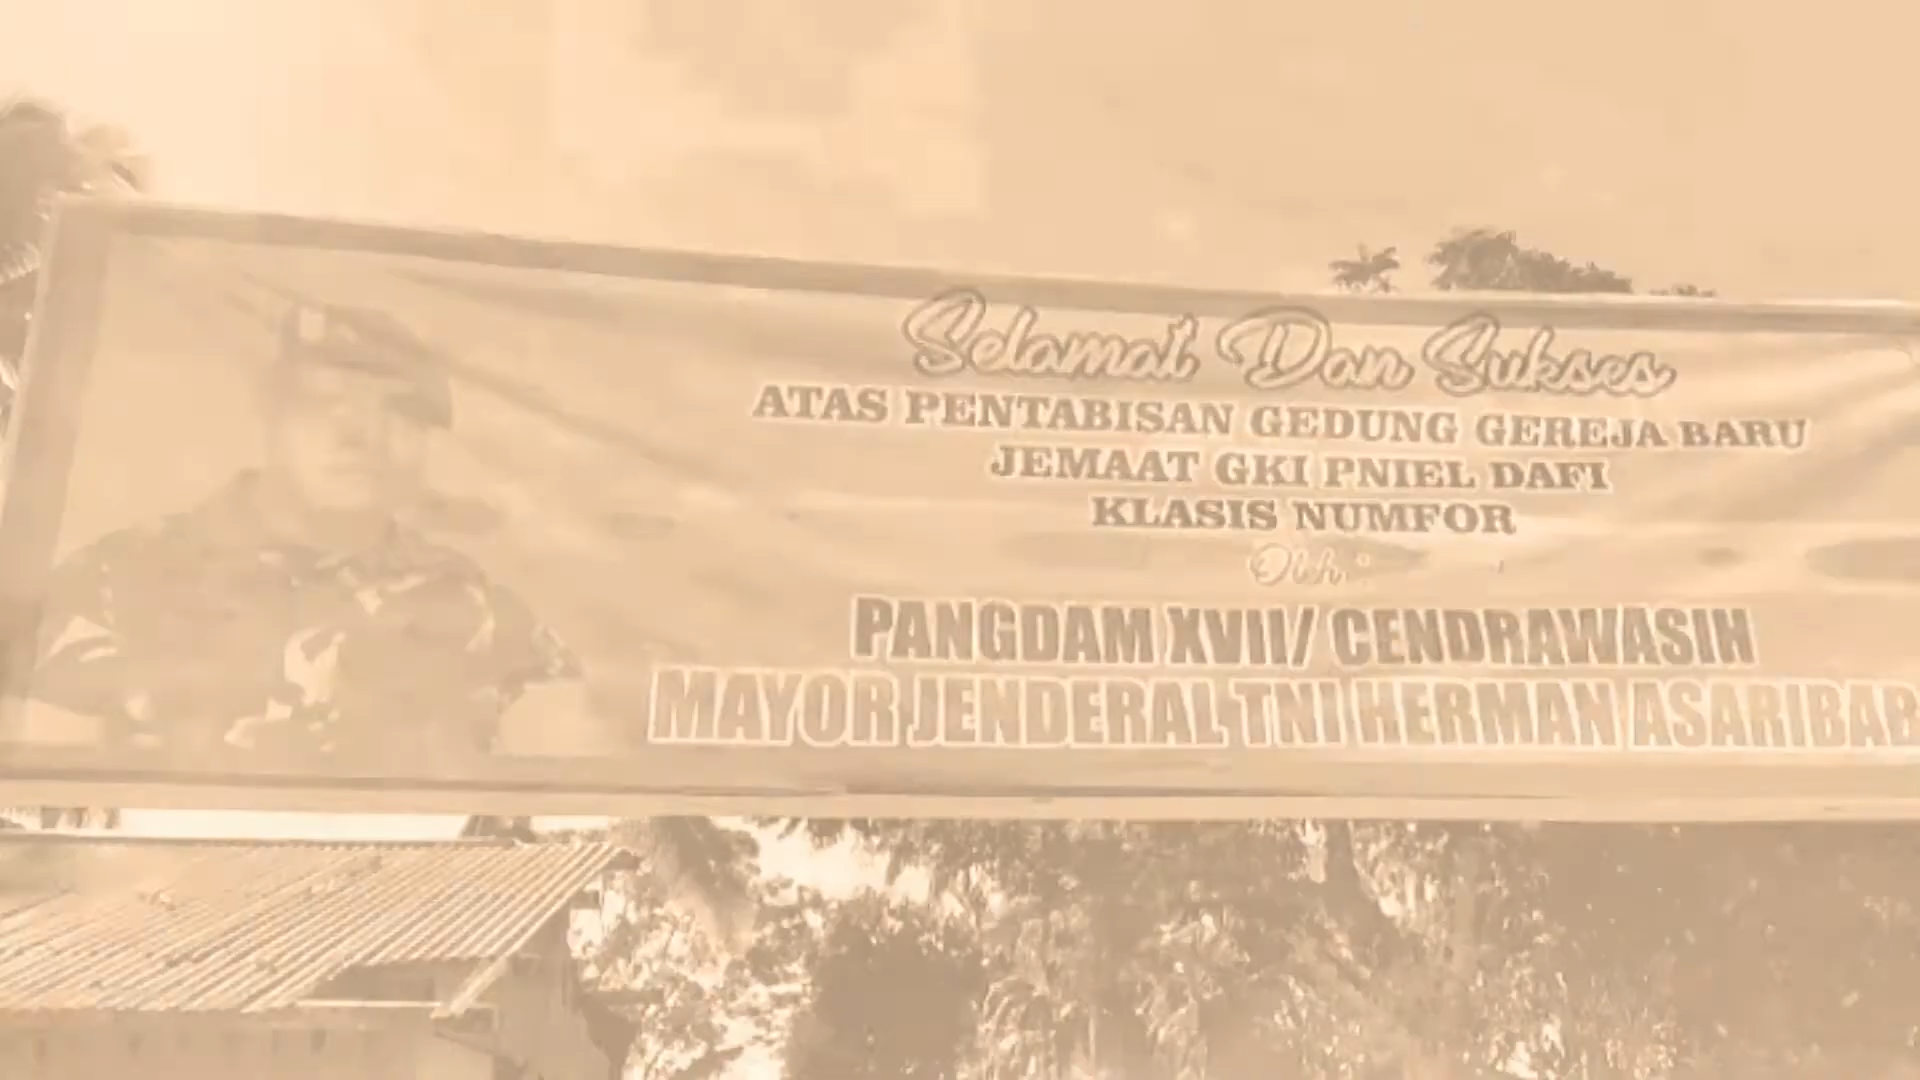 Selamat Dan Sukses
ATAS PENTABISAN GEDUNG GEREJA BARU
JEMAAT GKI PNIEL DAFI
KLASIS NUMFOR
Oleh :
PANGDAM XVII/ CENDRAWASIH
MAYOR JENDERAL TNI HERMAN ASARIBAB